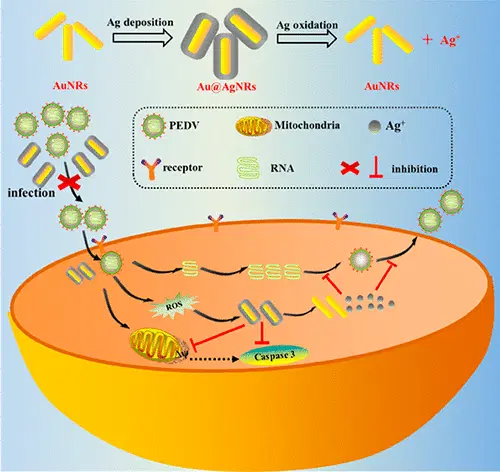 Ag deposition
Ag oxidation
+ Ag⁺
AuNRs
Au@AgNRs
AuNRs
PEDV
Mitochondria
Ag⁺
receptor
RNA
inhibition
infection
ROS
Δψ
Caspase 3